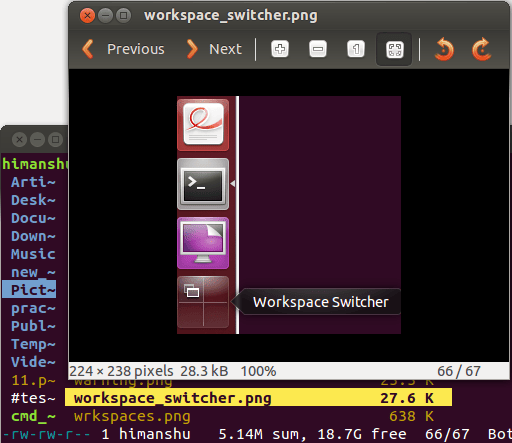 workspace_switcher.png
Previous Next 1
Workspace Switcher
224 × 238 pixels 28.3 kB 100% 66 / 67
himanshu
Arti~
Desk~
Docu~
Down~
Music
new_~
Pict~
prac~
Publ~
Temp~
Vide~
11.p~ warning.png 25.5 K
#tes~ workspace_switcher.png 27.6 K
cmd_~ wrkspaces.png 638 K
-rw-rw-r-- 1 himanshu 5.14M sum, 18.7G free 66/67 Bot